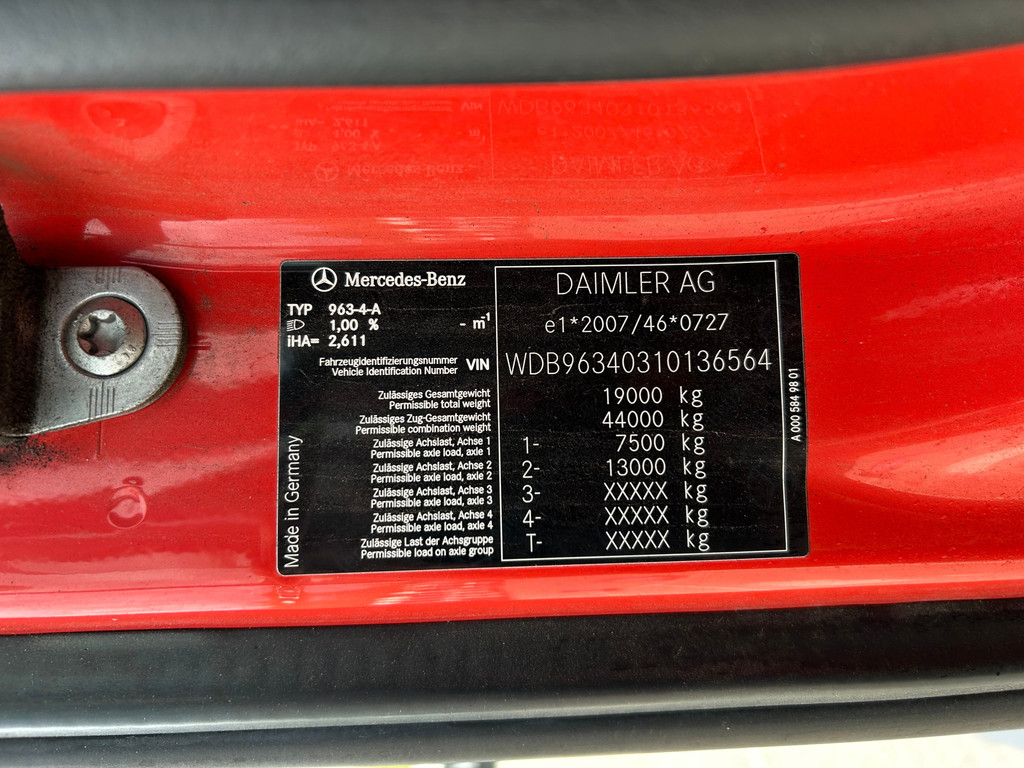 Mercedes-Benz
DAIMLER AG
TYP 963-4-A
1,00 % - m⁻¹
iHA= 2,611
e1*2007/46*0727
Fahrzeugidentifizierungsnummer
Vehicle Identification Number VIN WDB96340310136564
Zulässiges Gesamtgewicht
Permissible total weight 19000 kg
Zulässiges Zug-Gesamtgewicht
Permissible combination weight 44000 kg
Zulässige Achslast, Achse 1
Permissible axle load, axle 1 1- 7500 kg
Zulässige Achslast, Achse 2
Permissible axle load, axle 2 2- 13000 kg
Zulässige Achslast, Achse 3
Permissible axle load, axle 3 3- XXXXX kg
Zulässige Achslast, Achse 4
Permissible axle load, axle 4 4- XXXXX kg
Zulässige Last der Achsgruppe
Permissible load on axle group T- XXXXX kg
Made in Germany
A 000 584 98 01